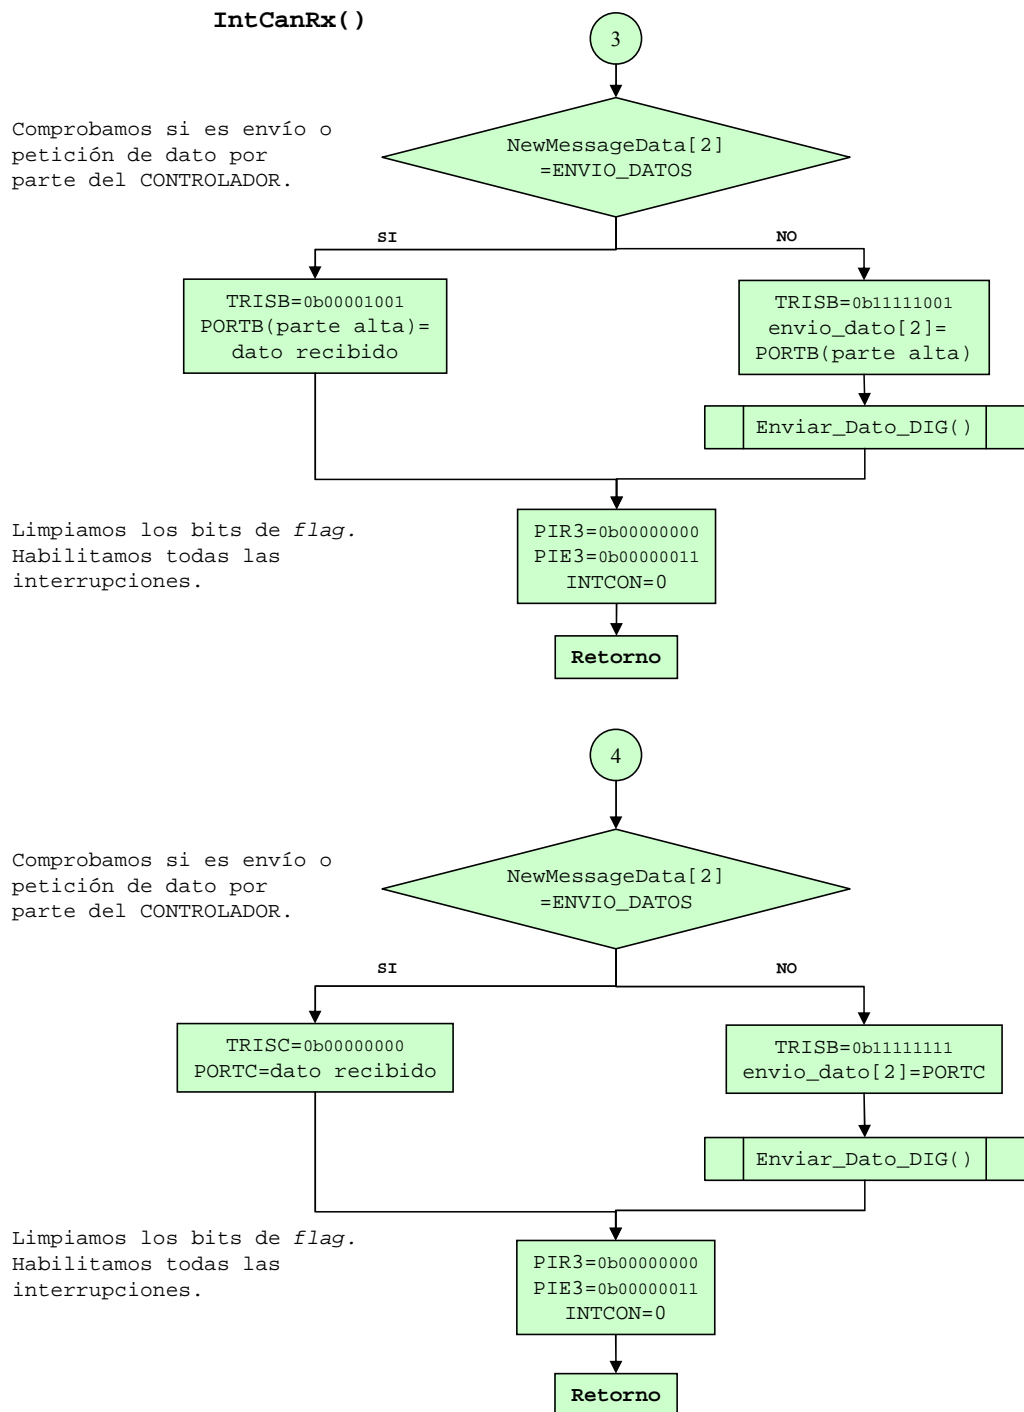 IntCanRx()
3
Comprobamos si es envío o
petición de dato por
parte del CONTROLADOR.
NewMessageData[2]
=ENVIO_DATOS
SI
NO
TRISB=0b00001001
PORTB(parte alta)=
dato recibido
TRISB=0b11111001
envio_dato[2]=
PORTB(parte alta)
Enviar_Dato_DIG()
Limpiamos los bits de flag.
Habilitamos todas las
interrupciones.
PIR3=0b00000000
PIE3=0b00000011
INTCON=0
Retorno
4
Comprobamos si es envío o
petición de dato por
parte del CONTROLADOR.
NewMessageData[2]
=ENVIO_DATOS
SI
NO
TRISC=0b00000000
PORTC=dato recibido
TRISB=0b11111111
envio_dato[2]=PORTC
Enviar_Dato_DIG()
Limpiamos los bits de flag.
Habilitamos todas las
interrupciones.
PIR3=0b00000000
PIE3=0b00000011
INTCON=0
Retorno